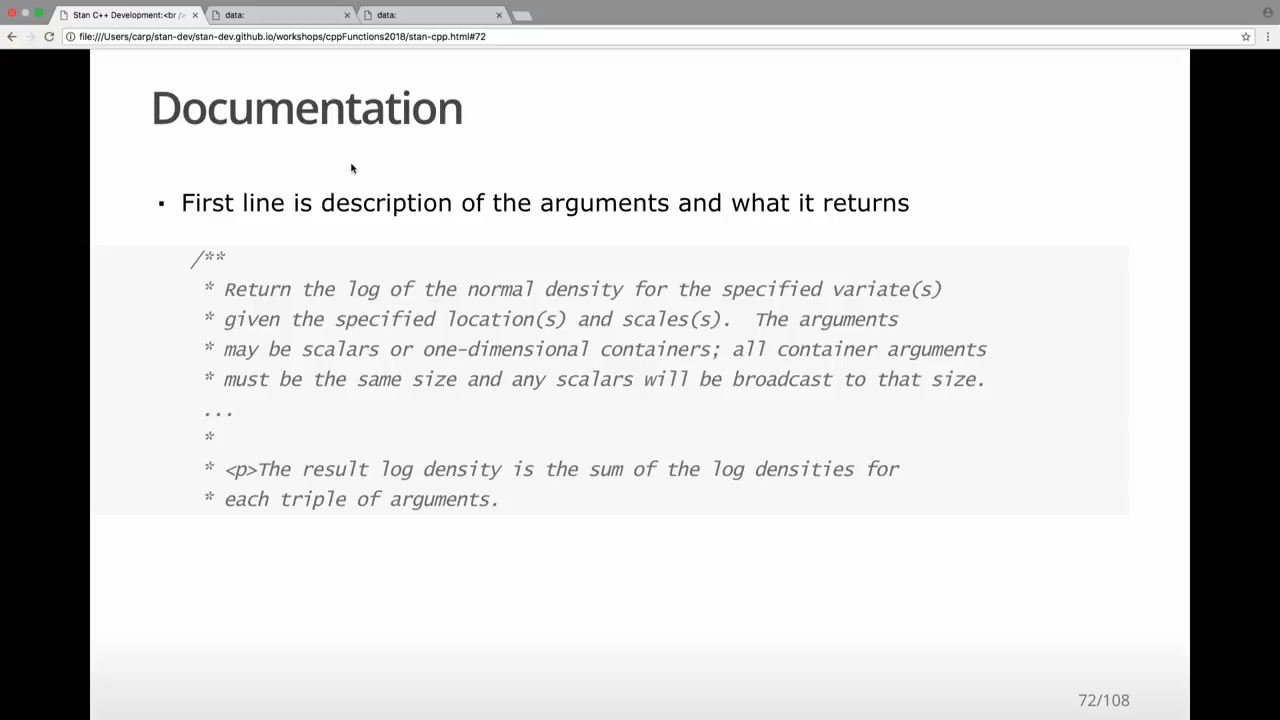 Stan C++ Development:<br />
data:
data:
file:///Users/carp/stan-dev/stan-dev.github.io/workshops/cppFunctions2018/stan-cpp.html#72
Documentation
▪ First line is description of the arguments and what it returns
/**
* Return the log of the normal density for the specified variate(s)
* given the specified location(s) and scales(s).  The arguments
* may be scalars or one-dimensional containers; all container arguments
* must be the same size and any scalars will be broadcast to that size.
...
*
* <p>The result log density is the sum of the log densities for
* each triple of arguments.
72/108